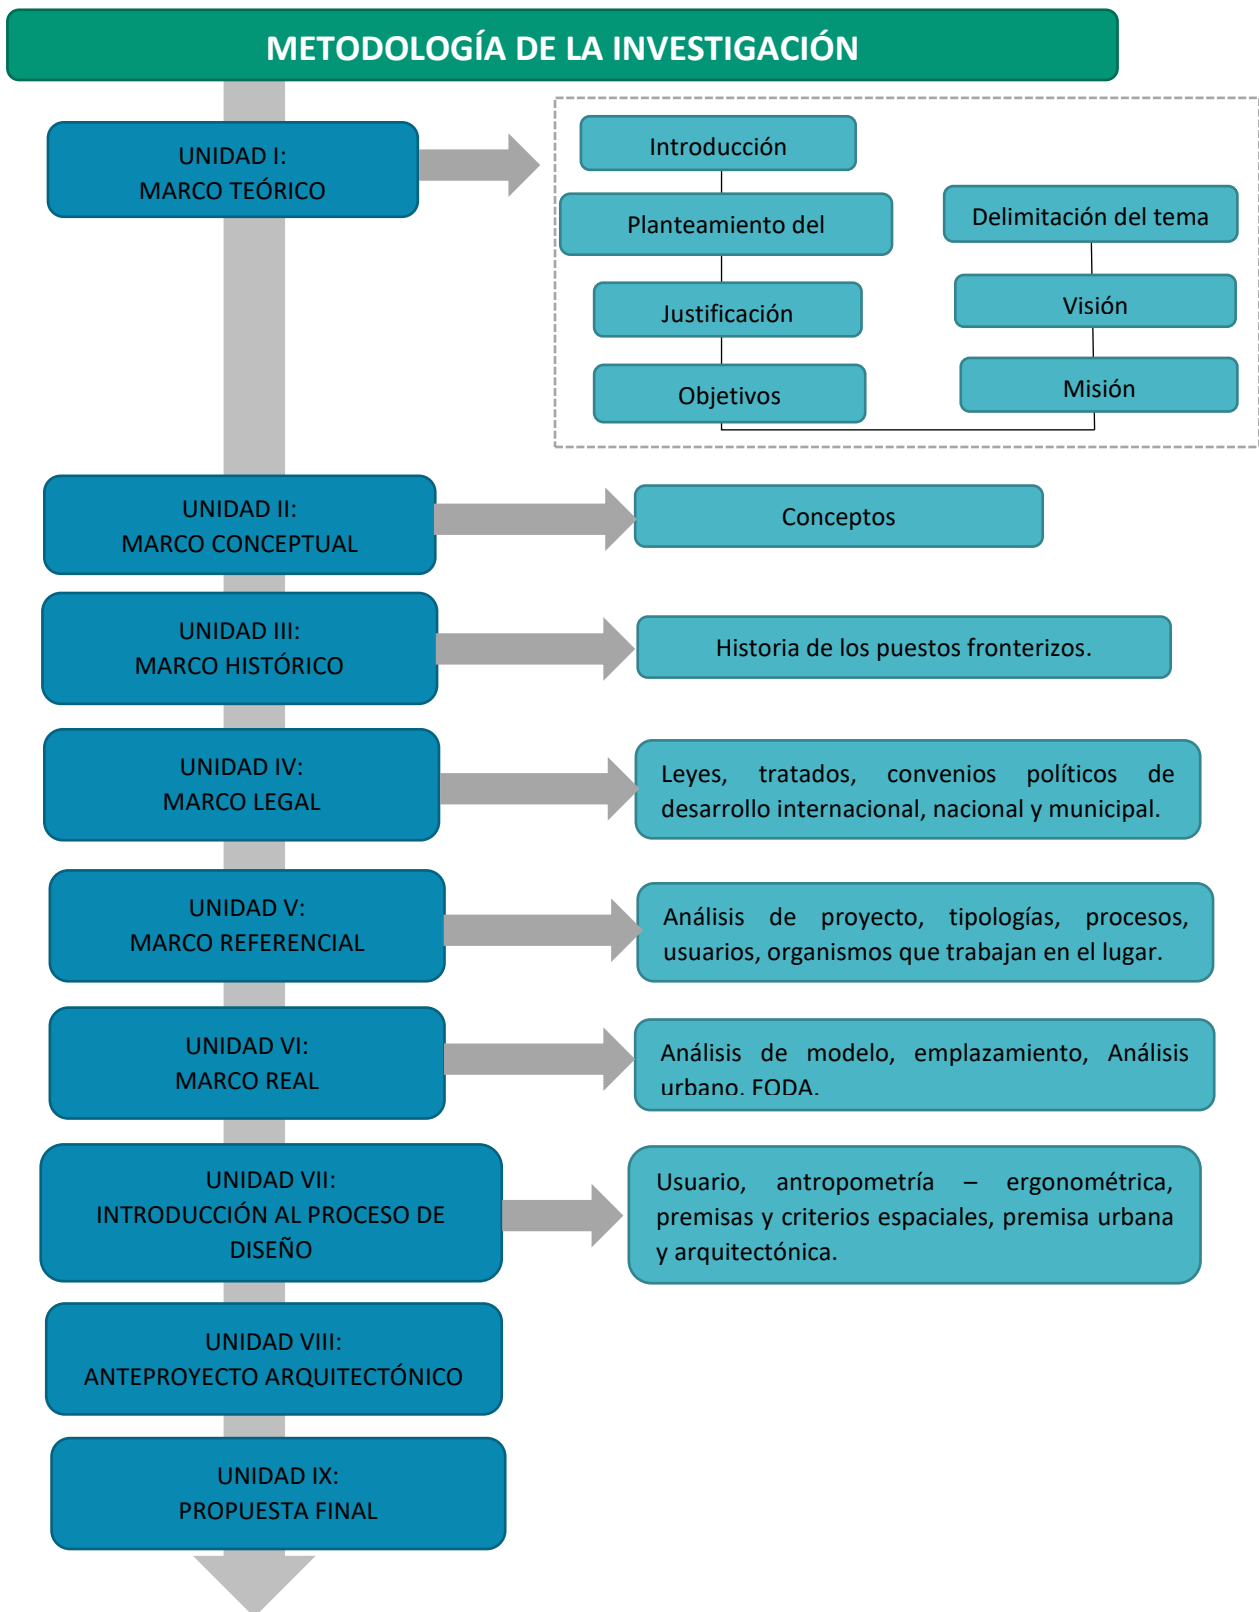 METODOLOGÍA DE LA INVESTIGACIÓN
UNIDAD I:
MARCO TEÓRICO
Introducción
Planteamiento del
Justificación
Objetivos
Delimitación del tema
Visión
Misión
UNIDAD II:
MARCO CONCEPTUAL
Conceptos
UNIDAD III:
MARCO HISTÓRICO
Historia de los puestos fronterizos.
UNIDAD IV:
MARCO LEGAL
Leyes, tratados, convenios políticos de
desarrollo internacional, nacional y municipal.
UNIDAD V:
MARCO REFERENCIAL
Análisis de proyecto, tipologías, procesos,
usuarios, organismos que trabajan en el lugar.
UNIDAD VI:
MARCO REAL
Análisis de modelo, emplazamiento, Análisis
urbano. FODA.
UNIDAD VII:
INTRODUCCIÓN AL PROCESO DE
DISEÑO
Usuario, antropometría – ergonométrica,
premisas y criterios espaciales, premisa urbana
y arquitectónica.
UNIDAD VIII:
ANTEPROYECTO ARQUITECTÓNICO
UNIDAD IX:
PROPUESTA FINAL